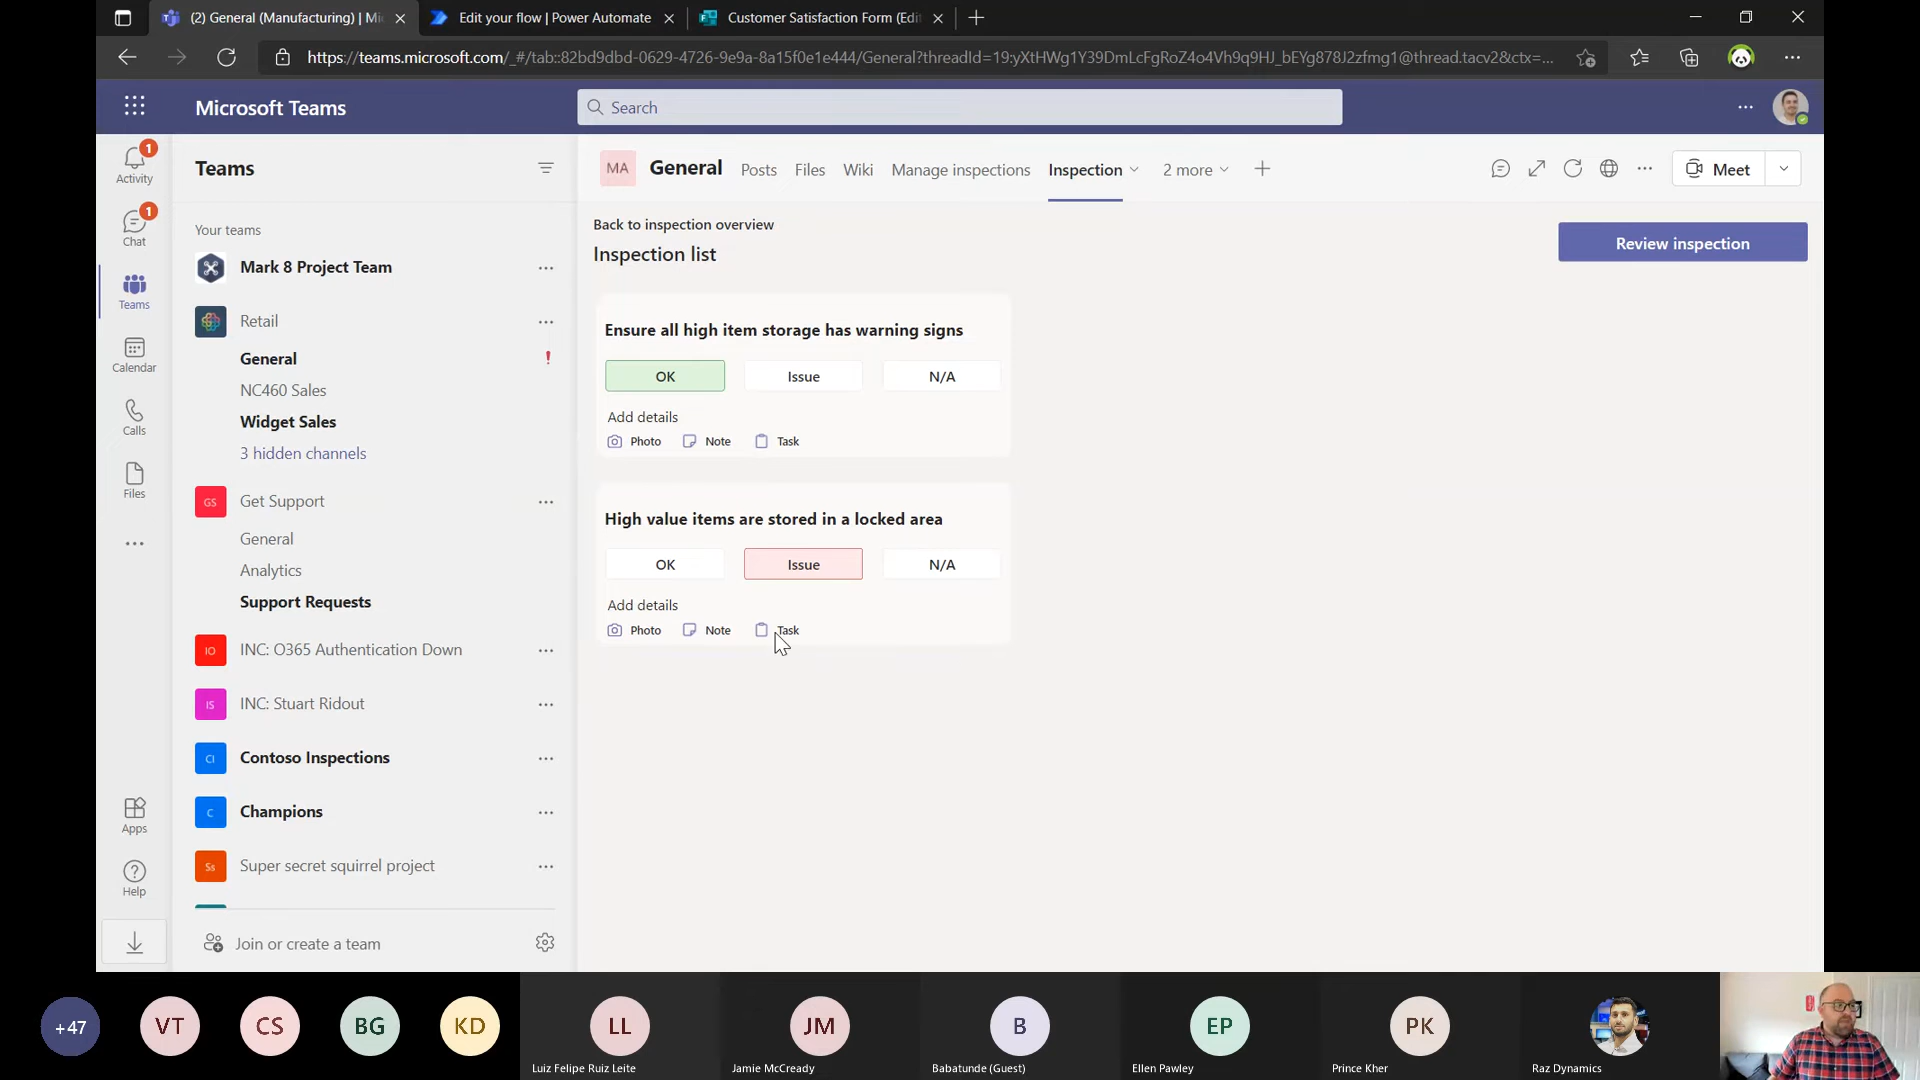 (2) General (Manufacturing) | Mi
Edit your flow | Power Automate
Customer Satisfaction Form (Edi
https://teams.microsoft.com/_#/tab::82bd9dbd-0629-4726-9e9a-8a15f0e1e444/General?threadId=19:yXtHWg1Y39DmLcFgRoZ4o4Vh9q9HJ_bEYg878J2zfmg1@thread.tacv2&ctx=...
Microsoft Teams
Search
Activity
1
Chat
1
Teams
Calendar
Calls
Files
Apps
Help
Teams
Your teams
Mark 8 Project Team
Retail
General
!
NC460 Sales
Widget Sales
3 hidden channels
GS Get Support
General
Analytics
Support Requests
IO INC: O365 Authentication Down
IS INC: Stuart Ridout
CI Contoso Inspections
C Champions
Ss Super secret squirrel project
Join or create a team
MA General Posts Files Wiki Manage inspections Inspection 2 more
Meet
Back to inspection overview
Inspection list
Review inspection
Ensure all high item storage has warning signs
OK Issue N/A
Add details
Photo Note Task
High value items are stored in a locked area
OK Issue N/A
Add details
Photo Note Task
+47 VT CS BG KD LL JM B EP PK
Luiz Felipe Ruiz Leite Jamie McCready Babatunde (Guest) Ellen Pawley Prince Kher Raz Dynamics